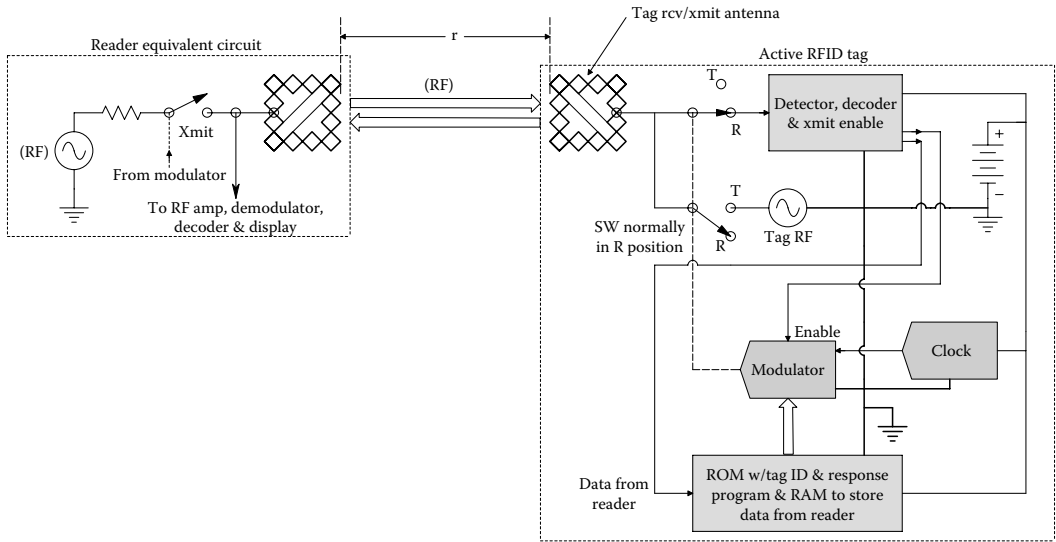 Tag rcv/xmit antenna
Reader equivalent circuit
r
Active RFID tag
(RF)
T
R
Detector, decoder
& xmit enable
Xmit
(RF)
From modulator
To RF amp, demodulator,
decoder & display
+
−
T
R
Tag RF
SW normally
in R position
Enable
Modulator
Clock
Data from
reader
ROM w/tag ID & response
program & RAM to store
data from reader